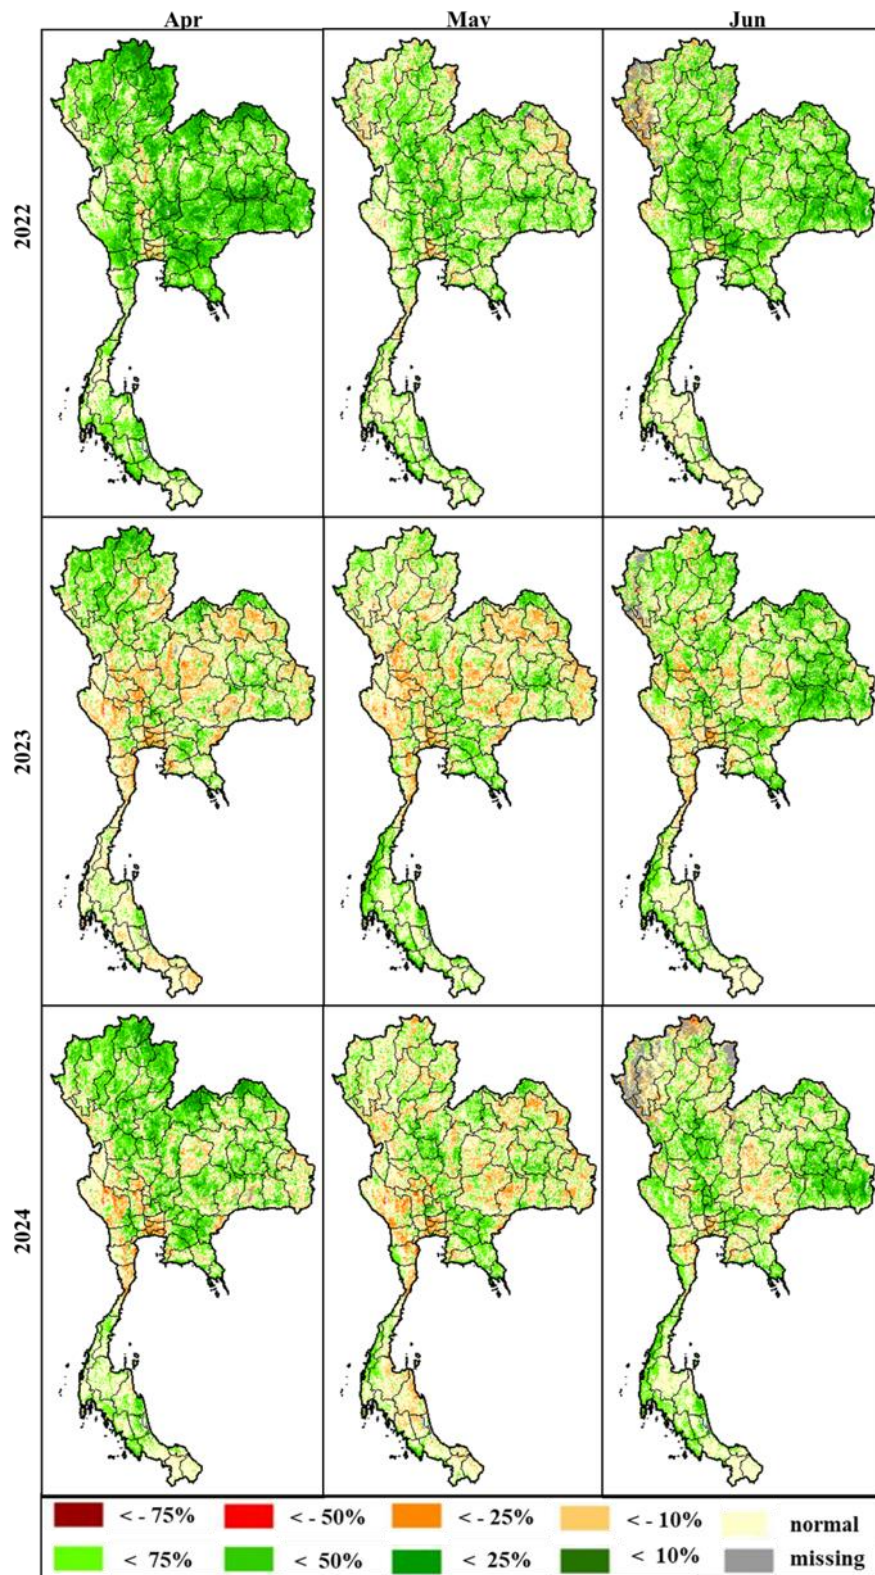 Apr May Jun
2022
2023
2024
< - 75% < - 50% < - 25% < - 10% normal
< 75% < 50% < 25% < 10% missing